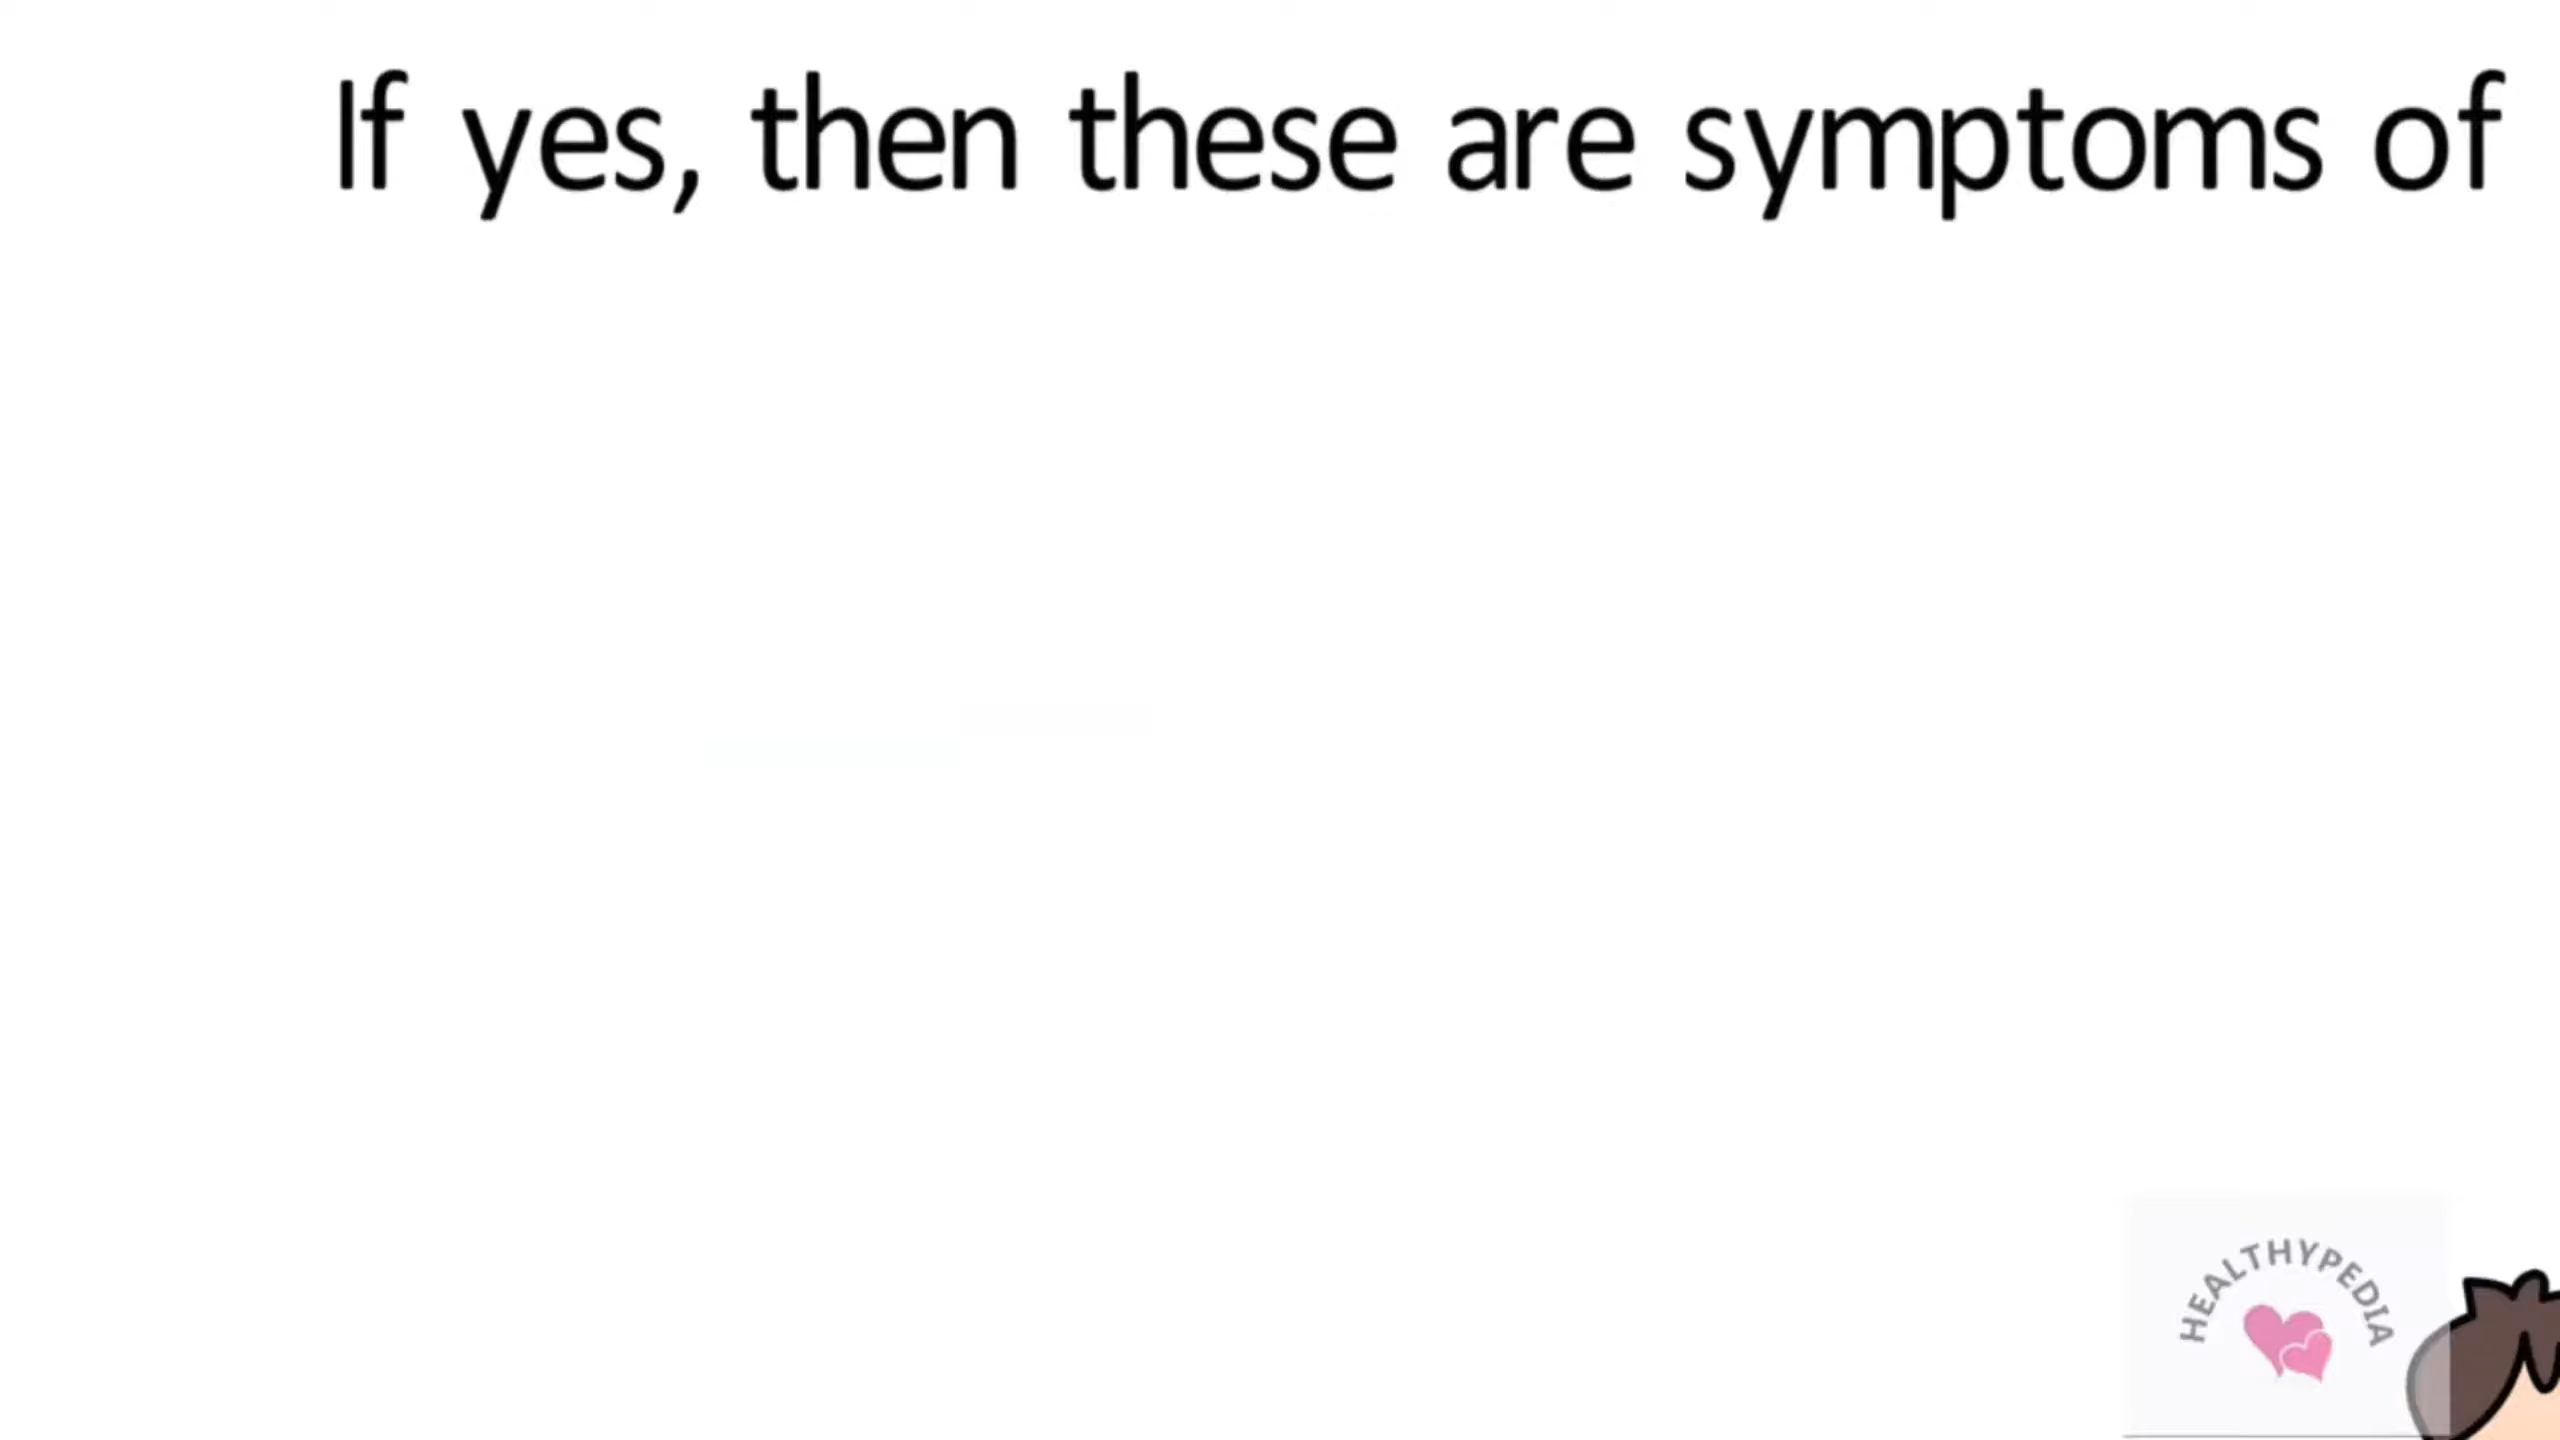 If yes, then these are symptoms of
HEALTHYPEDIA